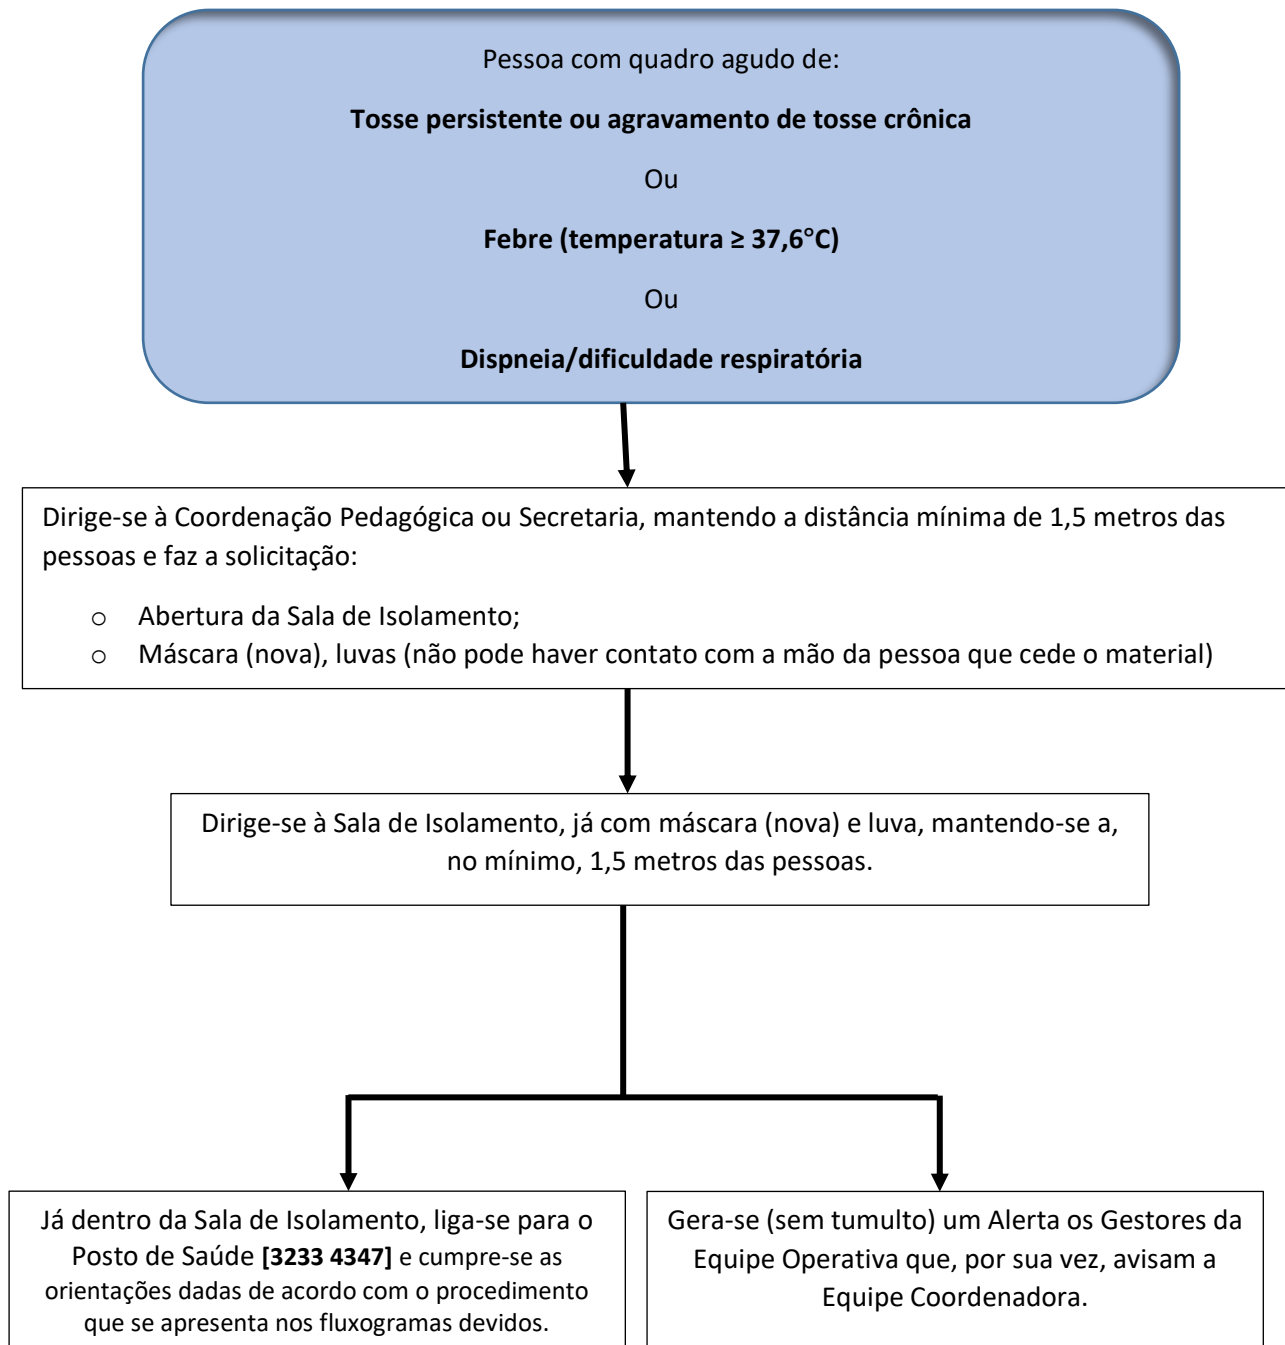 Pessoa com quadro agudo de:
Tosse persistente ou agravamento de tosse crônica
Ou
Febre (temperatura ≥ 37,6°C)
Ou
Dispneia/dificuldade respiratória
Dirige-se à Coordenação Pedagógica ou Secretaria, mantendo a distância mínima de 1,5 metros das
pessoas e faz a solicitação:
o Abertura da Sala de Isolamento;
o Máscara (nova), luvas (não pode haver contato com a mão da pessoa que cede o material)
Dirige-se à Sala de Isolamento, já com máscara (nova) e luva, mantendo-se a,
no mínimo, 1,5 metros das pessoas.
Já dentro da Sala de Isolamento, liga-se para o
Posto de Saúde [3233 4347] e cumpre-se as
orientações dadas de acordo com o procedimento
que se apresenta nos fluxogramas devidos.
Gera-se (sem tumulto) um Alerta os Gestores da
Equipe Operativa que, por sua vez, avisam a
Equipe Coordenadora.